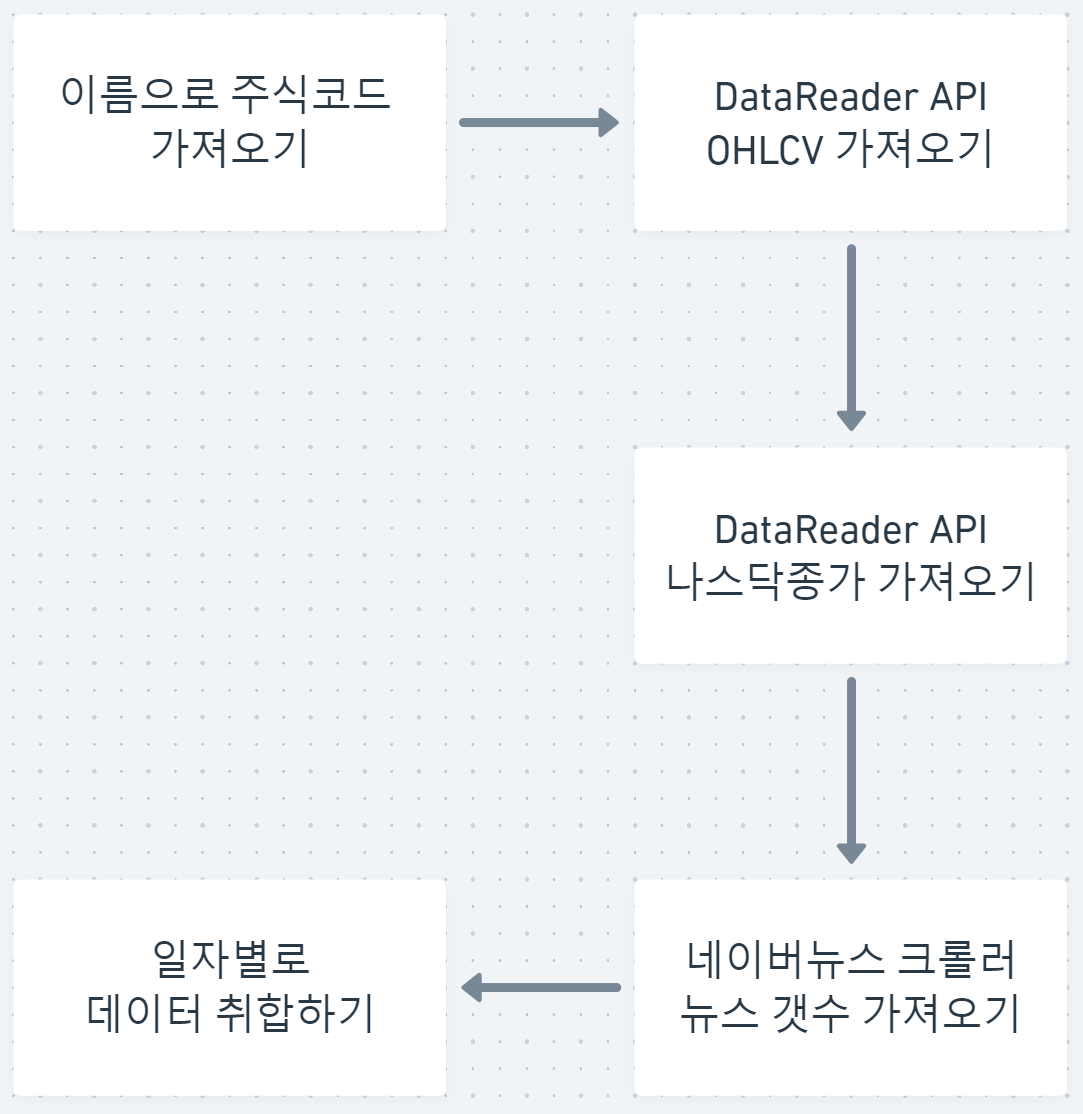 이름으로 주식코드
가져오기
DataReader API
OHLCV 가져오기
DataReader API
나스닥종가 가져오기
네이버뉴스 크롤러
뉴스 갯수 가져오기
일자별로
데이터 취합하기